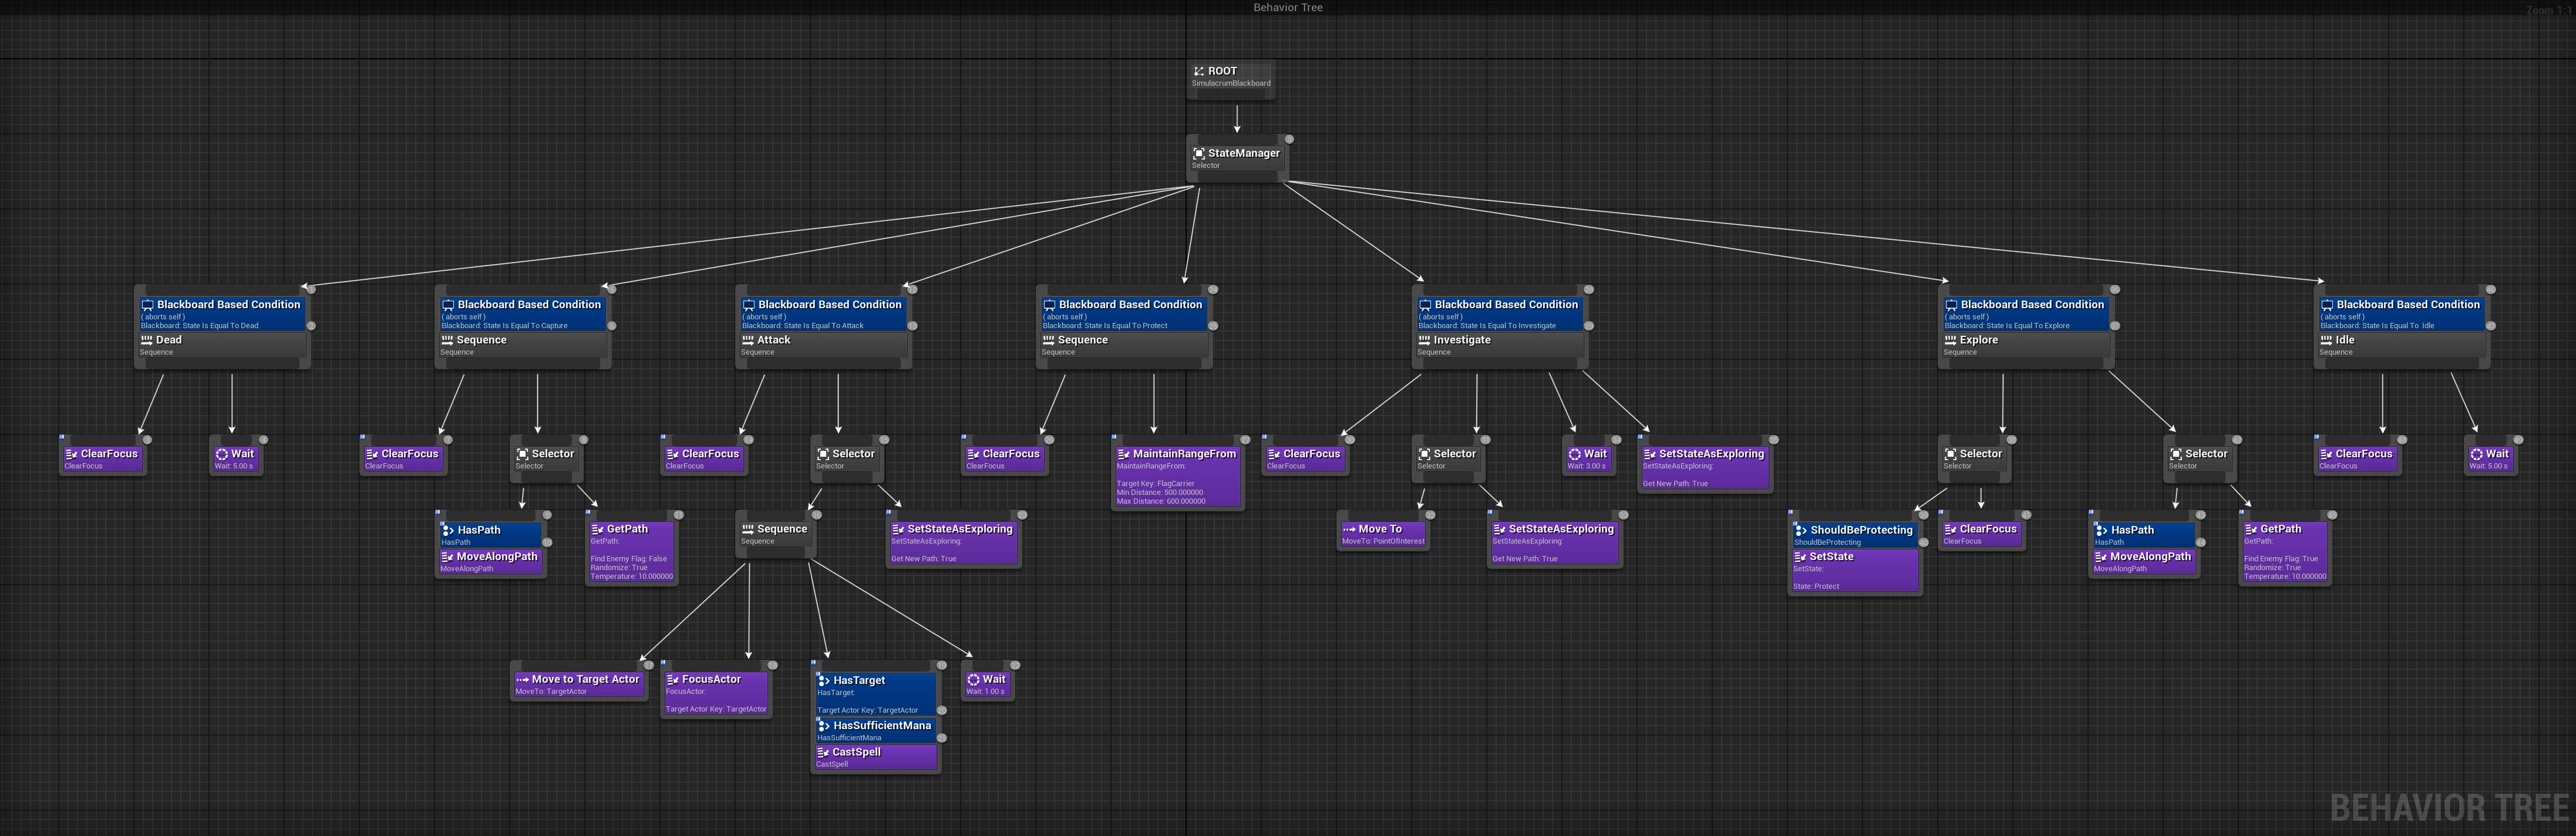 Behavior Tree
Zoom 1:1
ROOT
SimulacrumBlackboard
StateManager
Selector
Blackboard Based Condition
( aborts self )
Blackboard: State Is Equal To Dead
Dead
Sequence
Blackboard Based Condition
( aborts self )
Blackboard: State Is Equal To Capture
Sequence
Sequence
Blackboard Based Condition
( aborts self )
Blackboard: State Is Equal To Attack
Attack
Sequence
Blackboard Based Condition
( aborts self )
Blackboard: State Is Equal To Protect
Sequence
Sequence
Blackboard Based Condition
( aborts self )
Blackboard: State Is Equal To Investigate
Investigate
Sequence
Blackboard Based Condition
( aborts self )
Blackboard: State Is Equal To Explore
Explore
Sequence
Blackboard Based Condition
( aborts self )
Blackboard: State Is Equal To Idle
Idle
Sequence
ClearFocus
ClearFocus
Wait
Wait: 5.00 s
ClearFocus
ClearFocus
Selector
Selector
ClearFocus
ClearFocus
Selector
Selector
ClearFocus
ClearFocus
MaintainRangeFrom
MaintainRangeFrom:
Target Key: FlagCarrier
Min Distance: 500.000000
Max Distance: 600.000000
ClearFocus
ClearFocus
Selector
Selector
Wait
Wait: 3.00 s
SetStateAsExploring
SetStateAsExploring:
Get New Path: True
Selector
Selector
Selector
Selector
ClearFocus
ClearFocus
Wait
Wait: 5.00 s
HasPath
HasPath
MoveAlongPath
MoveAlongPath
GetPath
GetPath:
Find Enemy Flag: False
Randomize: True
Temperature: 10.000000
Sequence
Sequence
SetStateAsExploring
SetStateAsExploring:
Get New Path: True
Move To
MoveTo: PointOfInterest
SetStateAsExploring
SetStateAsExploring:
Get New Path: True
ShouldBeProtecting
ShouldBeProtecting
SetState
SetState:
State: Protect
ClearFocus
ClearFocus
HasPath
HasPath
MoveAlongPath
MoveAlongPath
GetPath
GetPath:
Find Enemy Flag: True
Randomize: True
Temperature: 10.000000
Move to Target Actor
MoveTo: TargetActor
FocusActor
FocusActor:
Target Actor Key: TargetActor
HasTarget
HasTarget:
Target Actor Key: TargetActor
HasSufficientMana
HasSufficientMana
CastSpell
CastSpell
Wait
Wait: 1.00 s
BEHAVIOR TREE